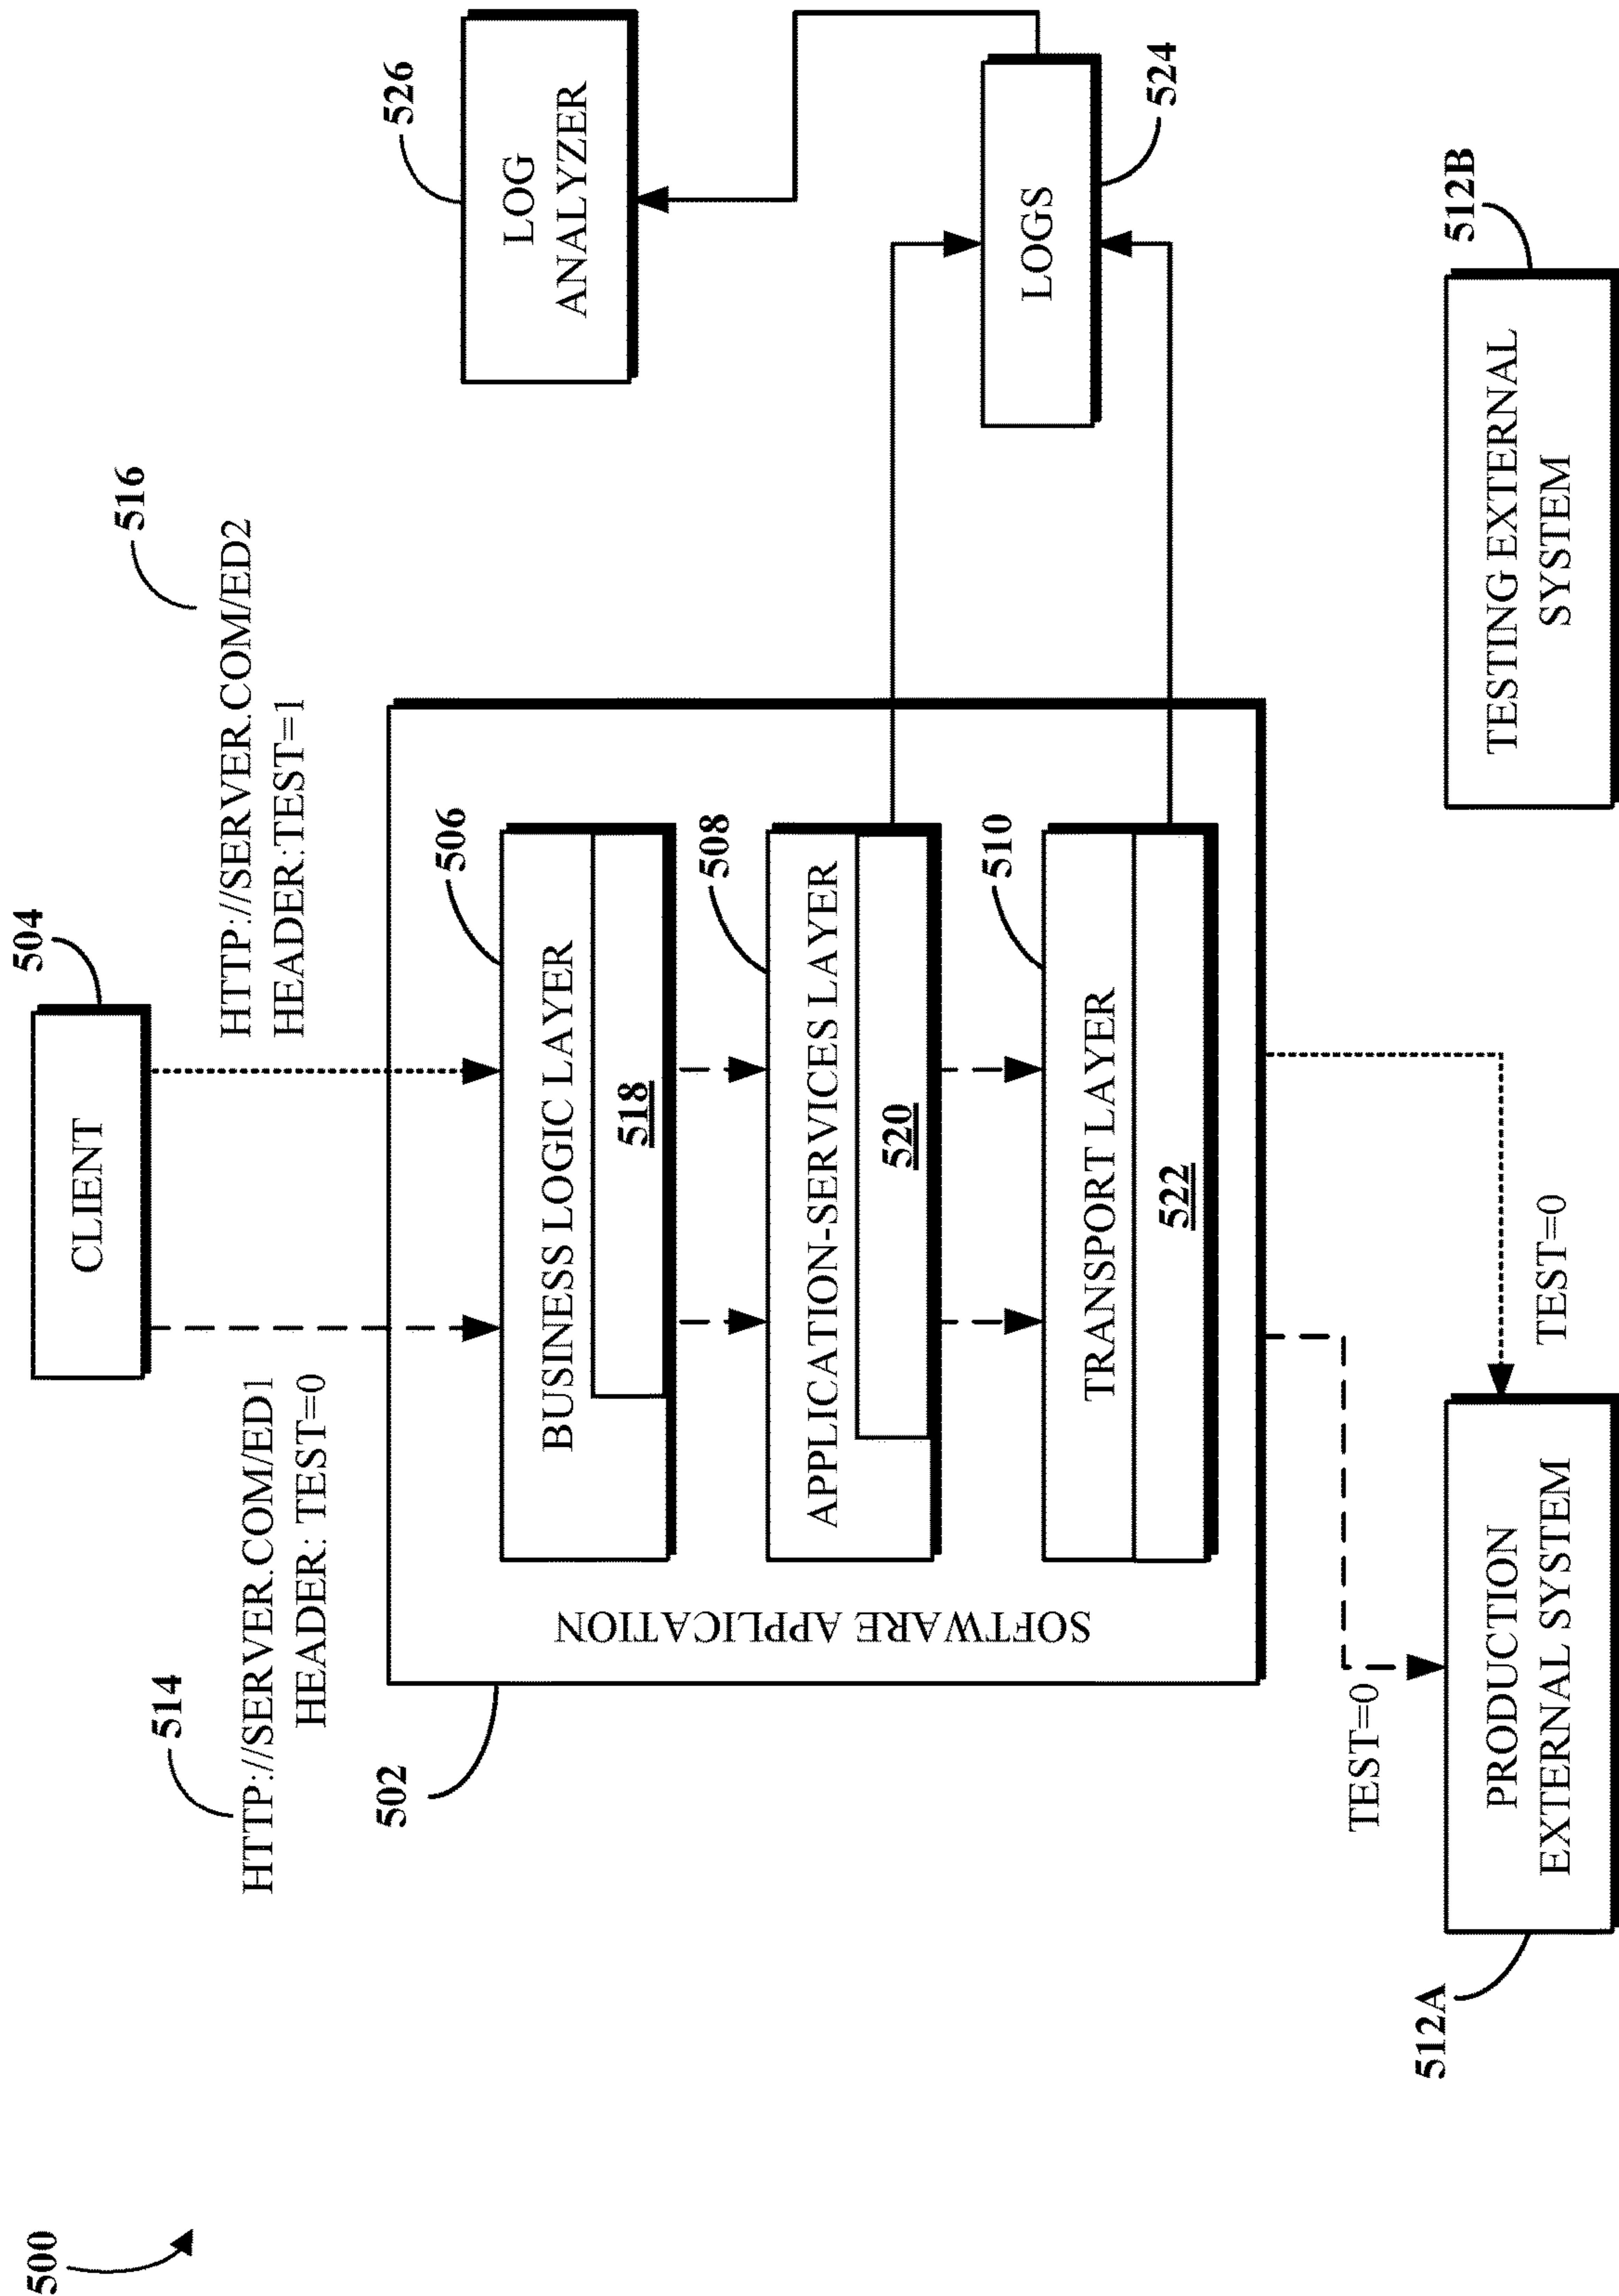 500
504
CLIENT
514
HTTP://SERVER.COM/ED1
HEADER: TEST=0
516
HTTP://SERVER.COM/ED2
HEADER:TEST=1
526
LOG
ANALYZER
502
SOFTWARE APPLICATION
506
BUSINESS LOGIC LAYER
518
508
APPLICATION-SERVICES LAYER
520
510
TRANSPORT LAYER
522
LOGS
524
TEST=0
TEST=0
512A
PRODUCTION
EXTERNAL SYSTEM
512B
TESTING EXTERNAL
SYSTEM